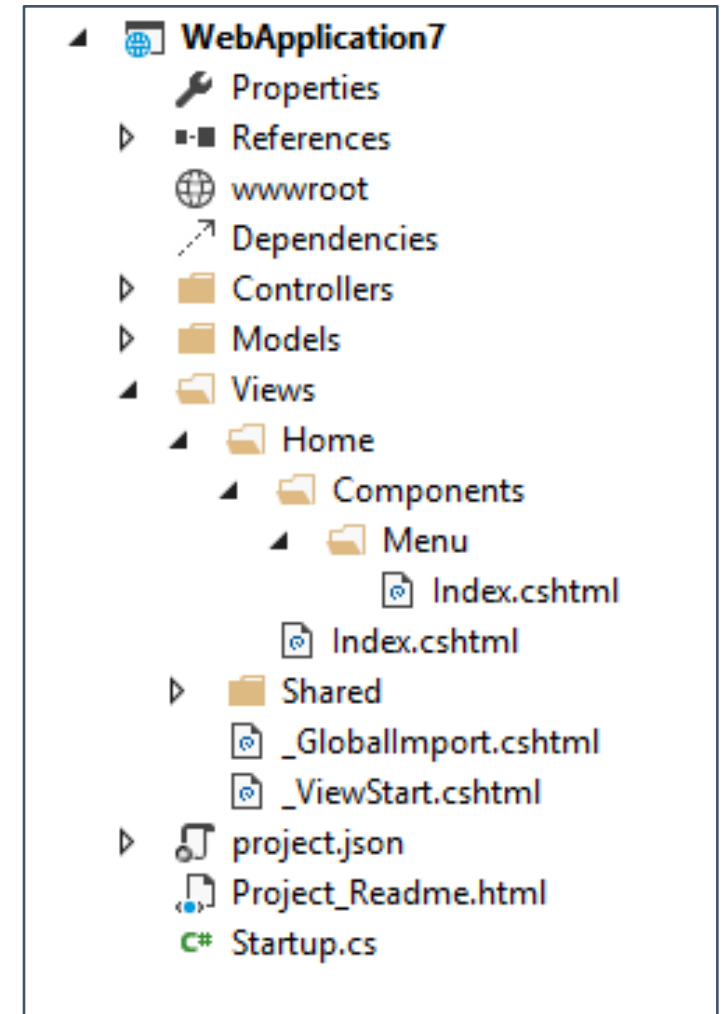 WebApplication7
Properties
References
wwwroot
Dependencies
Controllers
Models
Views
Home
Components
Menu
Index.cshtml
Index.cshtml
Shared
_GlobalImport.cshtml
_ViewStart.cshtml
project.json
Project_Readme.html
C# Startup.cs